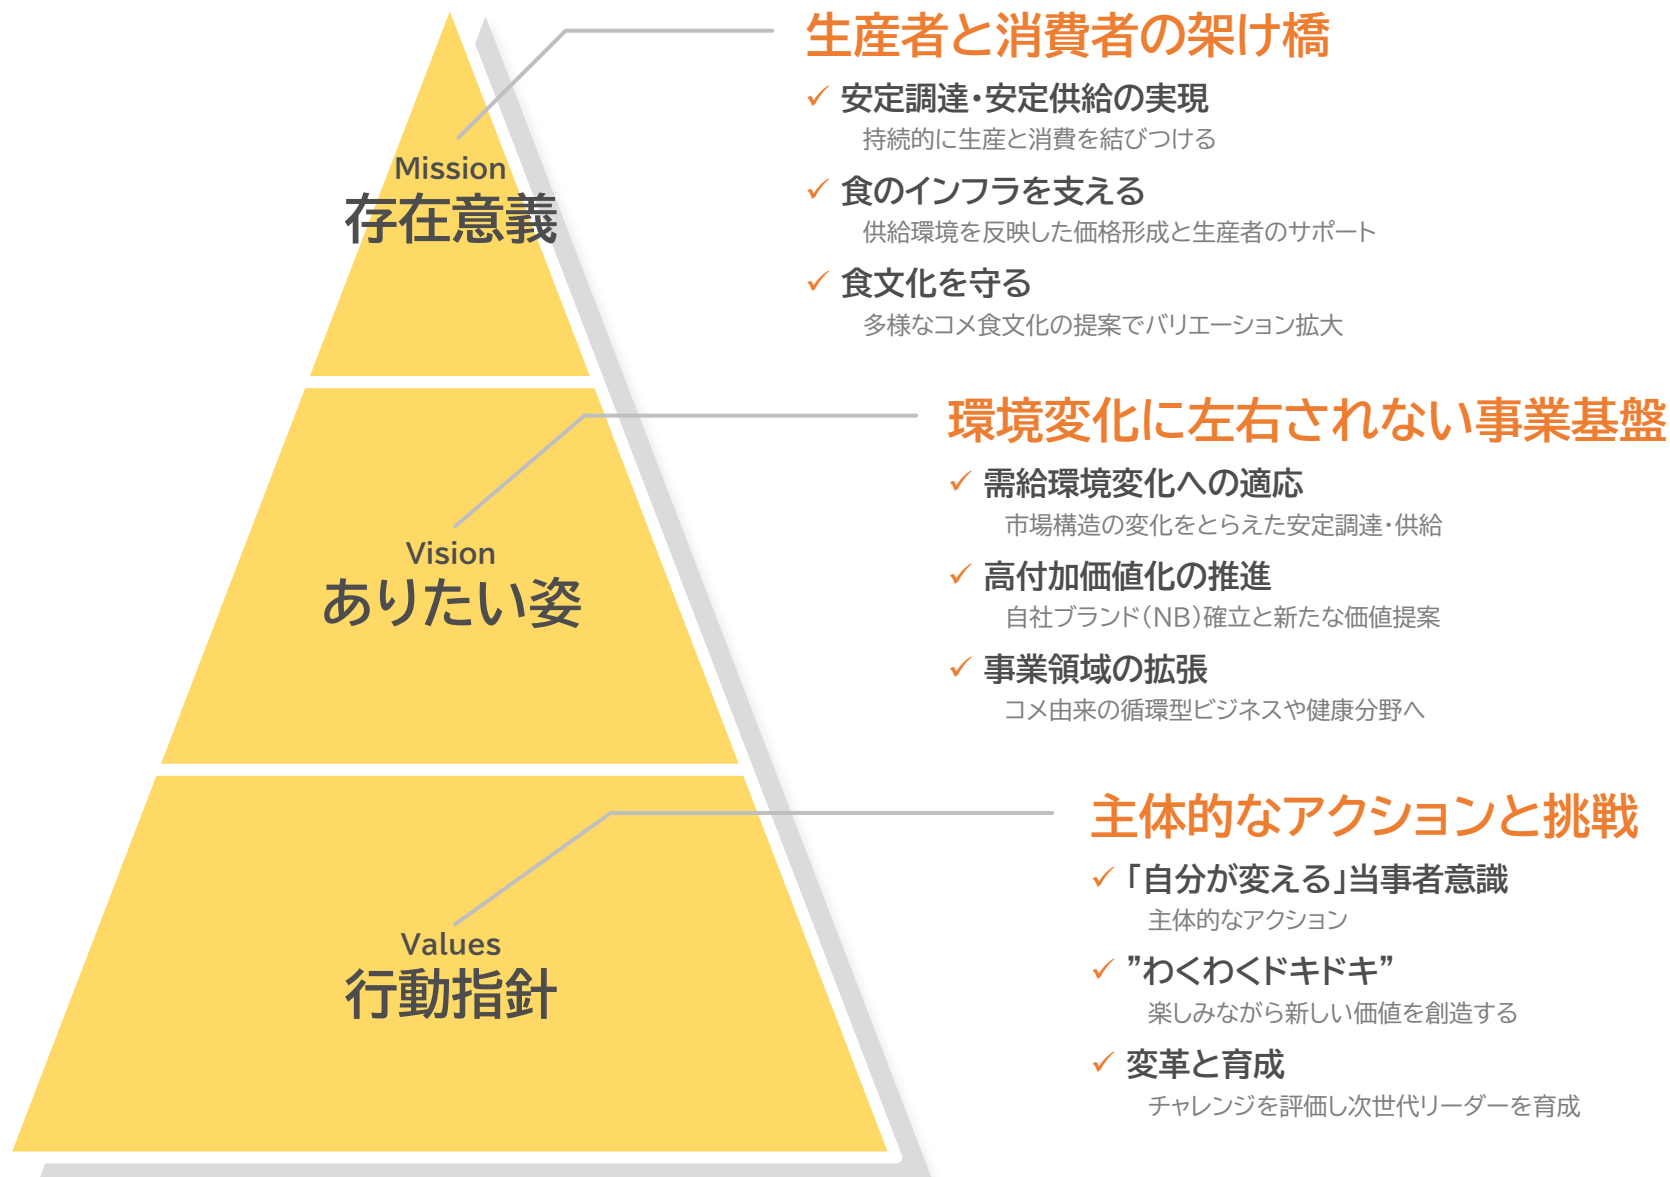 生産者と消費者の架け橋
✓ 安定調達・安定供給の実現
持続的に生産と消費を結びつける
✓ 食のインフラを支える
供給環境を反映した価格形成と生産者のサポート
✓ 食文化を守る
多様なコメ食文化の提案でバリエーション拡大
Mission
存在意義
環境変化に左右されない事業基盤
✓ 需給環境変化への適応
市場構造の変化をとらえた安定調達・供給
✓ 高付加価値化の推進
自社ブランド(NB)確立と新たな価値提案
✓ 事業領域の拡張
コメ由来の循環型ビジネスや健康分野へ
Vision
ありたい姿
主体的なアクションと挑戦
✓ 「自分が変える」当事者意識
主体的なアクション
✓ ”わくわくドキドキ”
楽しみながら新しい価値を創造する
✓ 変革と育成
チャレンジを評価し次世代リーダーを育成
Values
行動指針